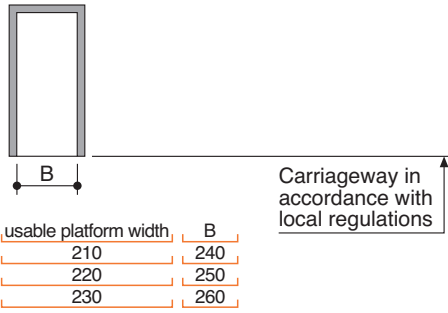 B
Carriageway in
accordance with
local regulations
usable platform width B
210 240
220 250
230 260